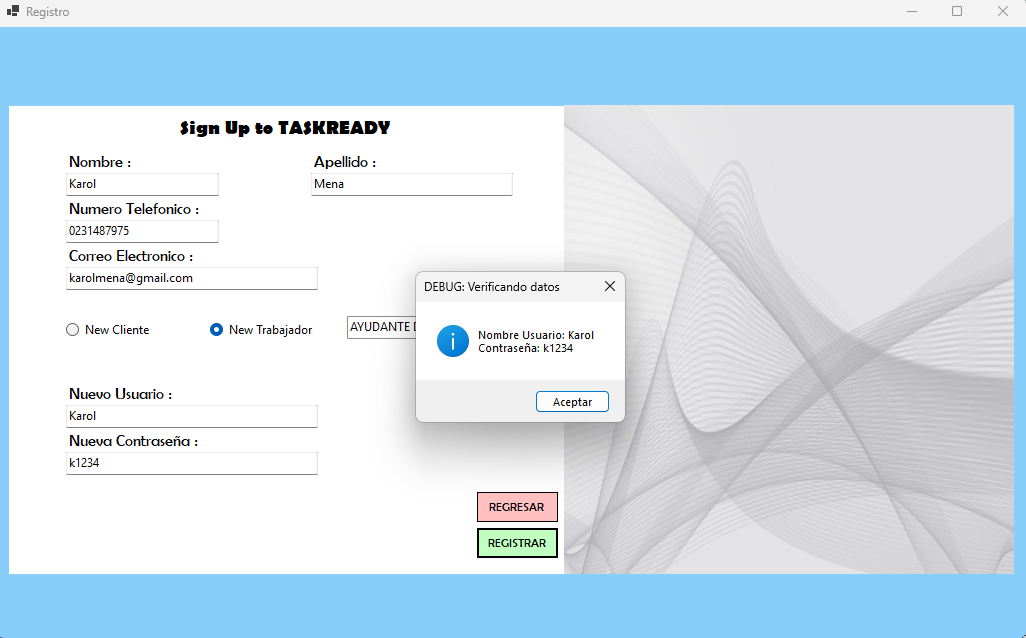 Registro
Sign Up to TASKREADY
Nombre :
Apellido :
Karol
Mena
Numero Telefonico :
0231487975
Correo Electronico :
karolmena@gmail.com
DEBUG: Verificando datos
Nombre Usuario: Karol
Contraseña: k1234
Aceptar
New Cliente
New Trabajador
AYUDANTE
Nuevo Usuario :
Karol
Nueva Contraseña :
k1234
REGRESAR
REGISTRAR